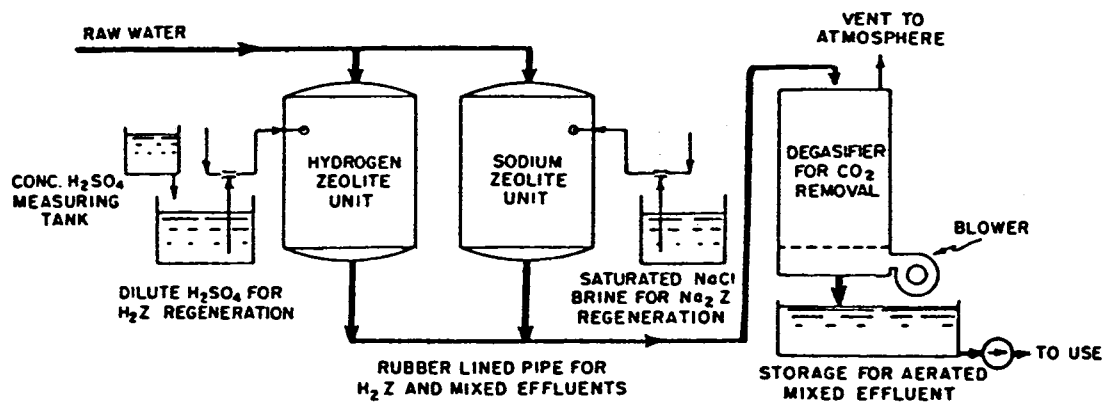 RAW WATER
VENT TO
ATMOSPHERE
CONC. H₂SO₄
MEASURING
TANK
HYDROGEN
ZEOLITE
UNIT
SODIUM
ZEOLITE
UNIT
DEGASIFIER
FOR CO₂
REMOVAL
BLOWER
DILUTE H₂SO₄ FOR
H₂Z REGENERATION
SATURATED NaCl
BRINE FOR Na₂Z
REGENERATION
RUBBER LINED PIPE FOR
H₂Z AND MIXED EFFLUENTS
STORAGE FOR AERATED
MIXED EFFLUENT
TO USE